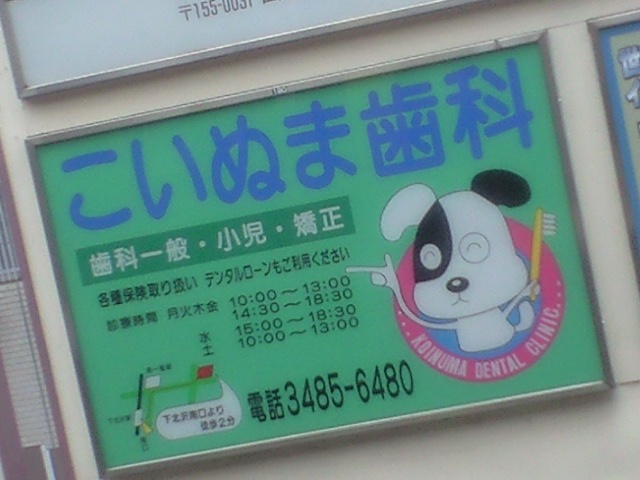 〒155-0031
こいぬま歯科
歯科一般・小児・矯正
各種保険取り扱い デンタルローンもご利用ください
診療時間 月火木金 10:00〜13:00
14:30〜18:30
水 15:00〜18:30
土 10:00〜13:00
下北沢南口より
徒歩2分
電話3485-6480
KOINUMA DENTAL CLINIC